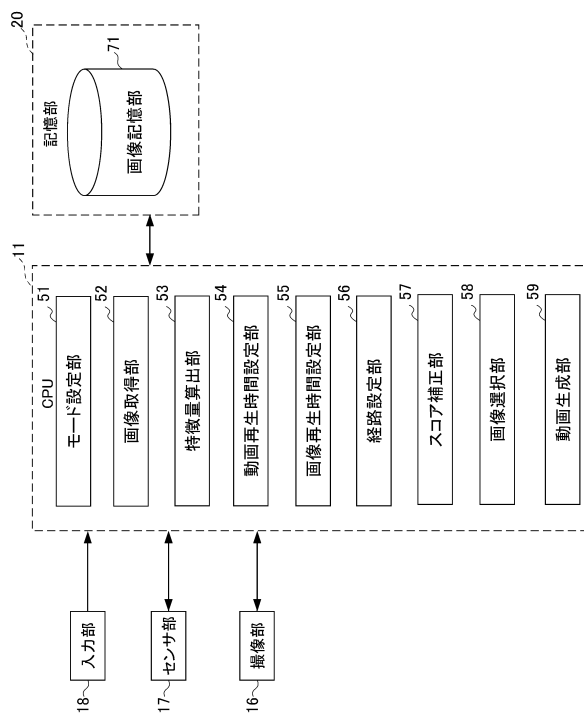 20
記憶部
71
画像記憶部
11
CPU
51
モード設定部
52
画像取得部
53
特徴量算出部
54
動画再生時間設定部
55
画像再生時間設定部
56
経路設定部
57
スコア補正部
58
画像選択部
59
動画生成部
入力部
18
センサ部
17
撮像部
16